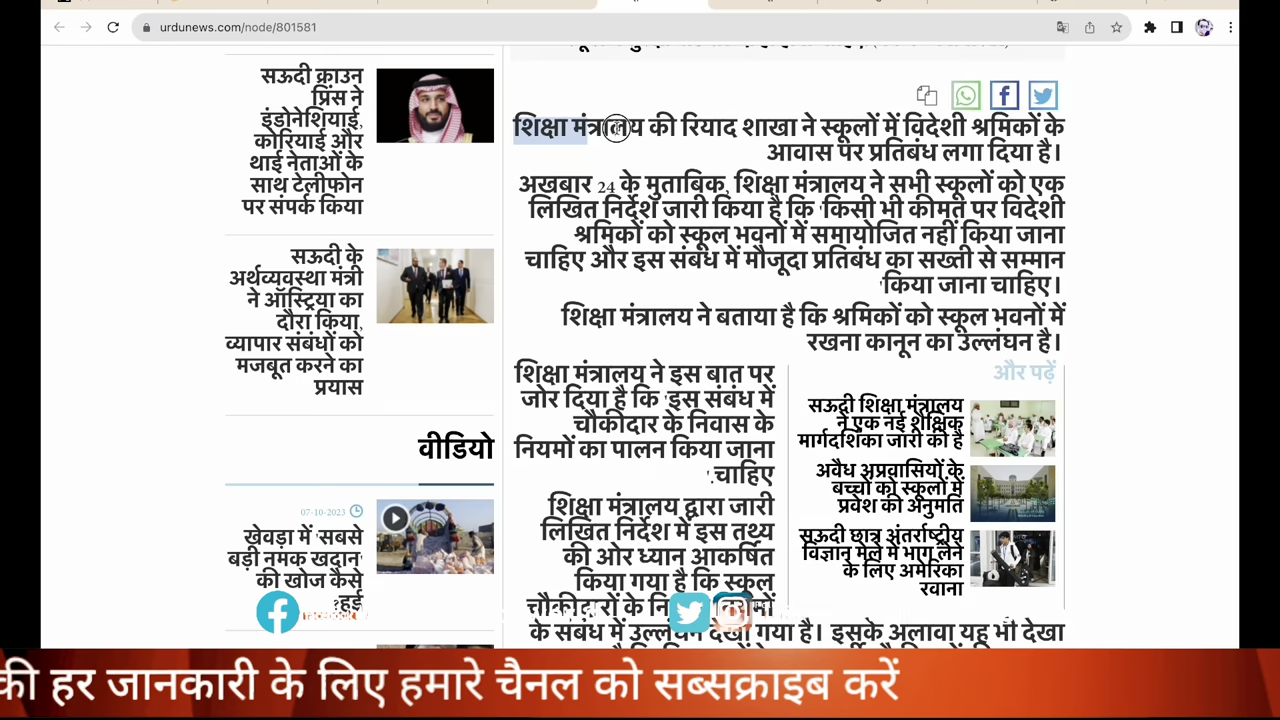 urdunews.com/node/801581
शिक्षा मंत्रालय की रियाद शाखा ने स्कूलों में विदेशी श्रमिकों के
आवास पर प्रतिबंध लगा दिया है।
अखबार 24 के मुताबिक, शिक्षा मंत्रालय ने सभी स्कूलों को एक
लिखित निर्देश जारी किया है कि 'किसी भी कीमत पर विदेशी
श्रमिकों को स्कूल भवनों में समायोजित नहीं किया जाना
चाहिए और इस संबंध में मौजूदा प्रतिबंध का सख्ती से सम्मान
'किया जाना चाहिए।
शिक्षा मंत्रालय ने बताया है कि श्रमिकों को स्कूल भवनों में
रखना कानून का उल्लंघन है।
शिक्षा मंत्रालय ने इस बात पर
जोर दिया है कि 'इस संबंध में
चौकीदार के निवास के
नियमों का पालन किया जाना
'.चाहिए
शिक्षा मंत्रालय द्वारा जारी
लिखित निर्देश में इस तथ्य
की ओर ध्यान आकर्षित
किया गया है कि स्कूल
चौकीदारों के
के संबंध में उल्लंघन देखा गया है। इसके अलावा यह भी देखा
और पढ़ें
सऊदी शिक्षा मंत्रालय
ने एक नई शैक्षिक
मार्गदर्शिका जारी की है
अवैध अप्रवासियों के
बच्चों को स्कूलों में
प्रवेश की अनुमति
सऊदी छात्र अंतर्राष्ट्रीय
विज्ञान मेले में भाग लेने
के लिए अमेरिका
रवाना
सऊदी क्राउन
प्रिंस ने
इंडोनेशियाई,
कोरियाई और
थाई नेताओं के
साथ टेलीफोन
पर संपर्क किया
सऊदी के
अर्थव्यवस्था मंत्री
ने ऑस्ट्रिया का
दौरा किया,
व्यापार संबंधों को
मजबूत करने का
प्रयास
वीडियो
07-10-2023
खेवड़ा में 'सबसे
बड़ी नमक खदान'
की खोज कैसे
हुई
की हर जानकारी के लिए हमारे चैनल को सब्सक्राइब करें